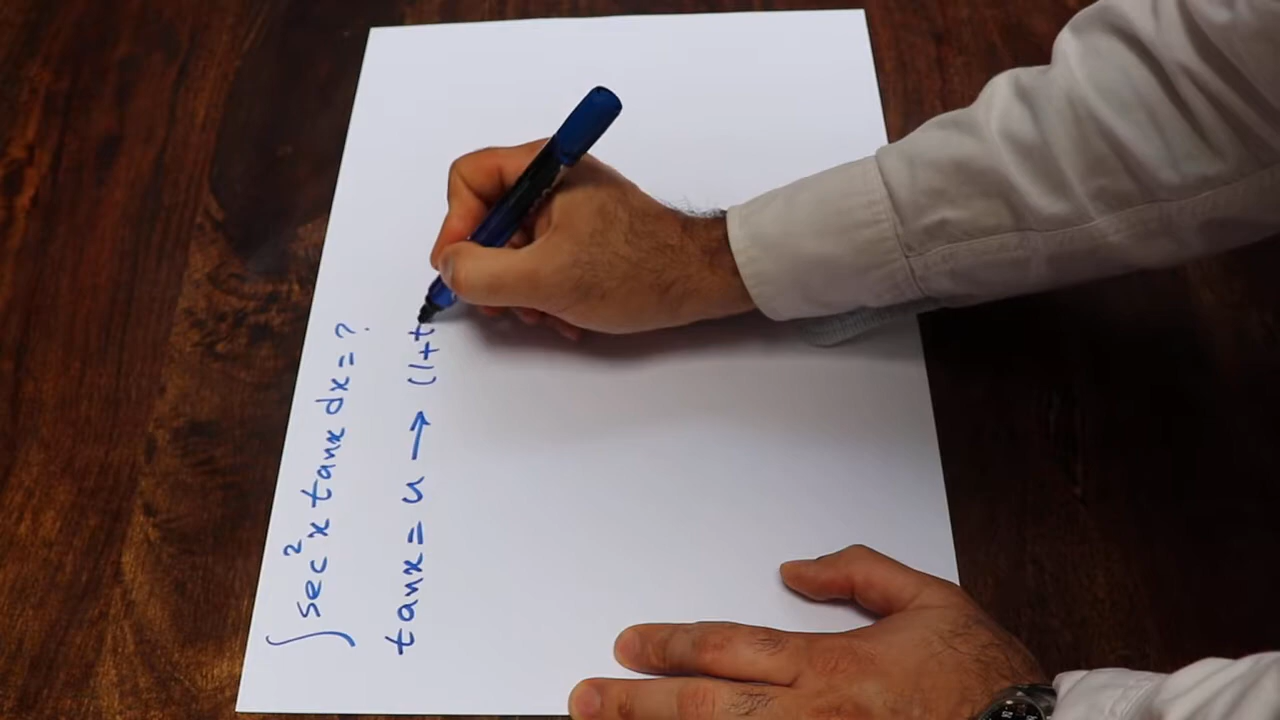 ∫ sec²x tanx dx = ?
tanx = u → (1+t